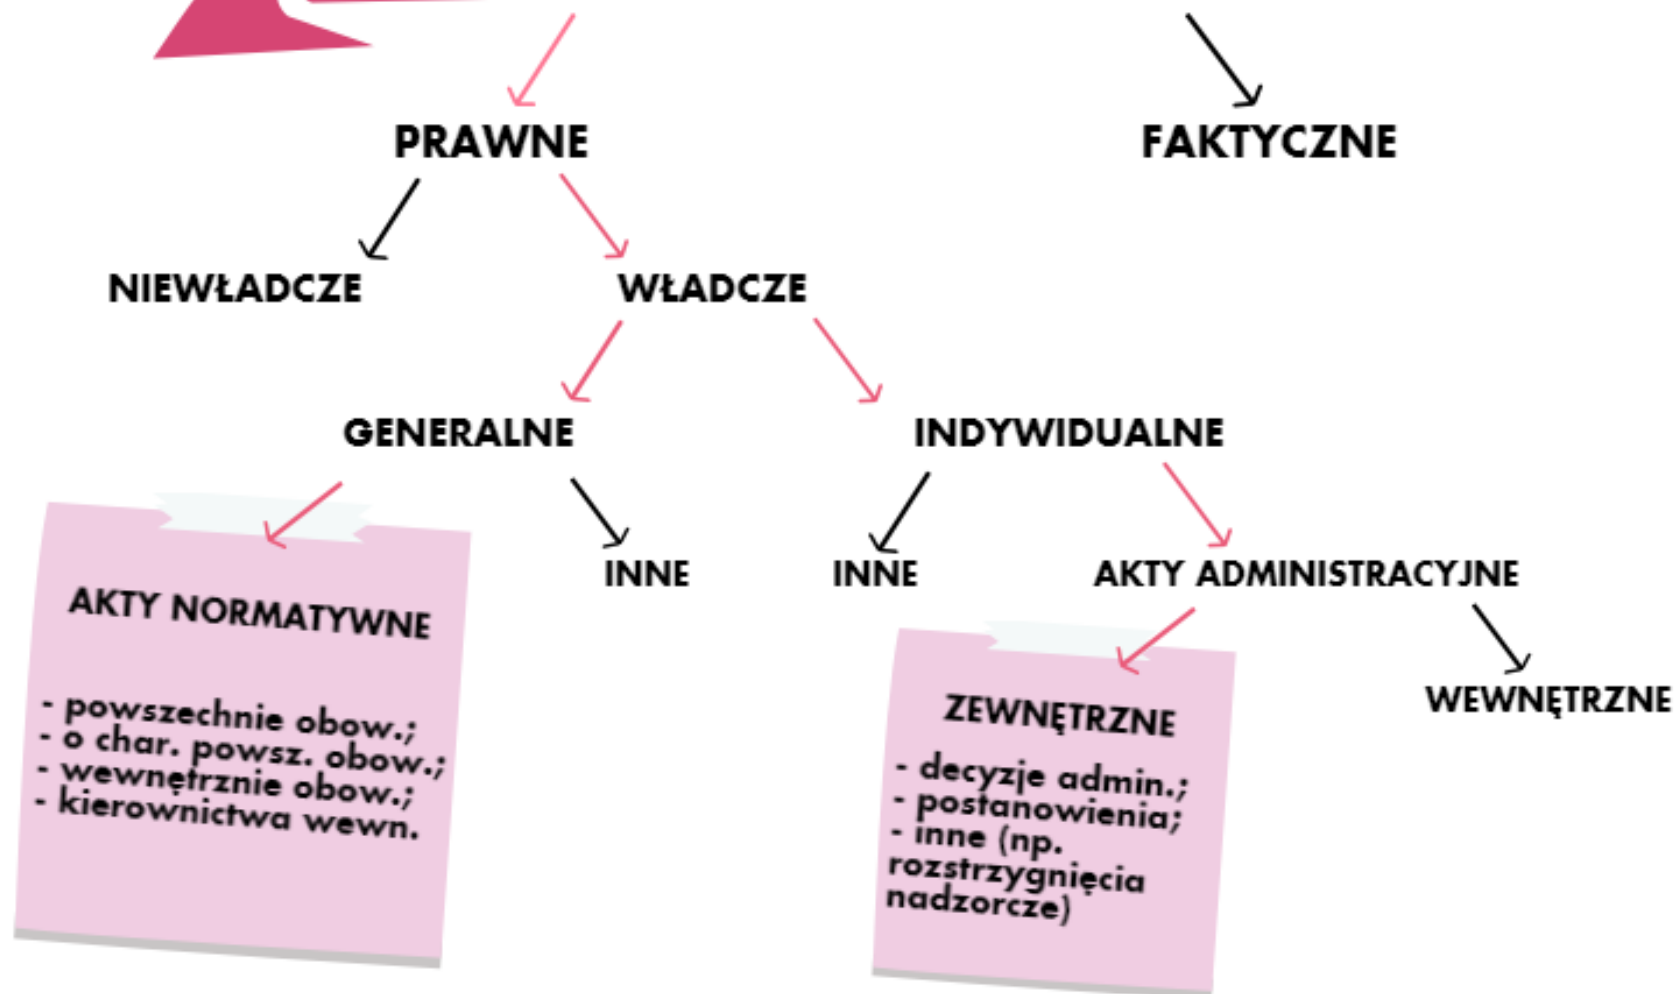 PRAWNE
FAKTYCZNE
NIEWŁADCZE
WŁADCZE
GENERALNE
INDYWIDUALNE
INNE
INNE
AKTY ADMINISTRACYJNE
AKTY NORMATYWNE
- powszechnie obow.;
- o char. powsz. obow.;
- wewnętrznie obow.;
- kierownictwa wewn.
ZEWNĘTRZNE
- decyzje admin.;
- postanowienia;
- inne (np.
rozstrzygnięcia
nadzorcze)
WEWNĘTRZNE